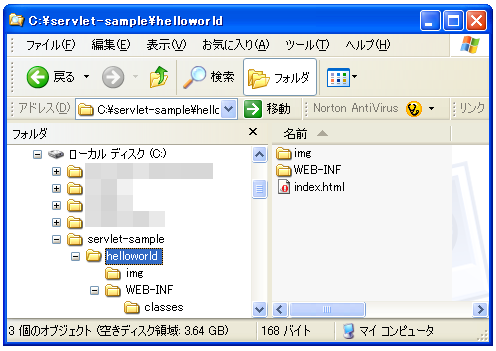 C:¥servlet-sample¥helloworld
ファイル(F) 編集(E) 表示(V) お気に入り(A) ツール(T) ヘルプ(H)
戻る 検索 フォルダ
アドレス(D) C:¥servlet-sample¥hellc 移動 Norton AntiVirus リンク
フォルダ × 名前
ローカル ディスク (C:)
servlet-sample
helloworld
img
WEB-INF
classes
img
WEB-INF
index.html
3 個のオブジェクト (空きディスク領域: 3.64 GB) 168 バイト マイ コンピュータ